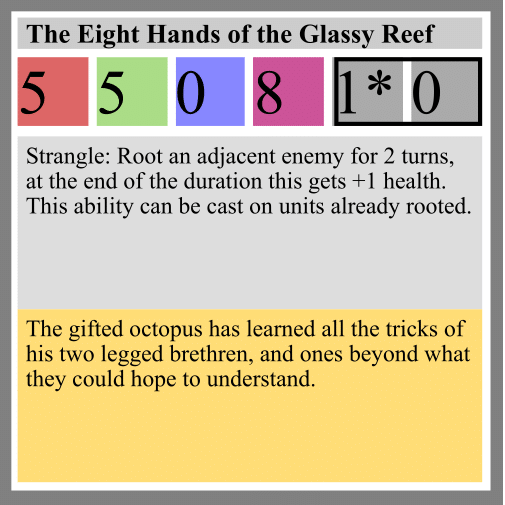 The Eight Hands of the Glassy Reef
5 5 0 8 1* 0
Strangle: Root an adjacent enemy for 2 turns,
at the end of the duration this gets +1 health.
This ability can be cast on units already rooted.
The gifted octopus has learned all the tricks of
his two legged brethren, and ones beyond what
they could hope to understand.